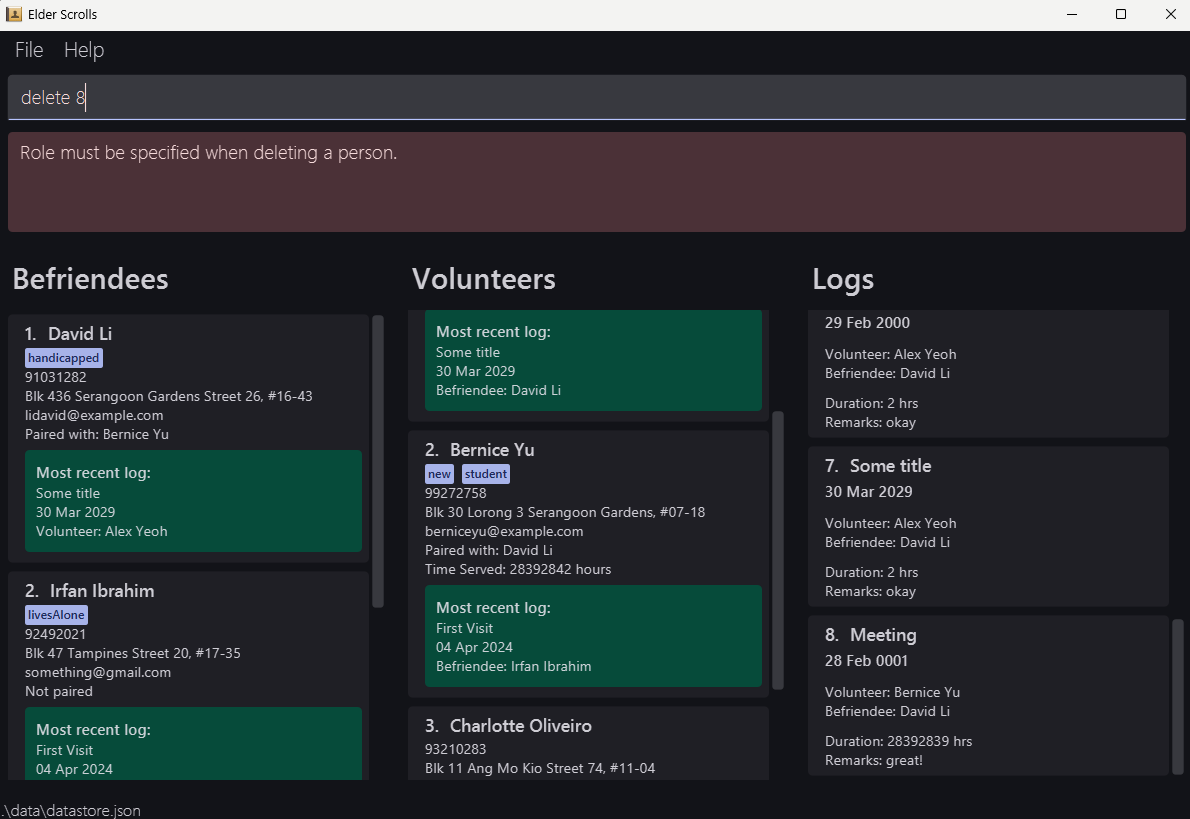 Elder Scrolls
File Help
delete 8
Role must be specified when deleting a person.
Befriendees
1. David Li
handicapped
91031282
Blk 436 Serangoon Gardens Street 26, #16-43
lidavid@example.com
Paired with: Bernice Yu
Most recent log:
Some title
30 Mar 2029
Volunteer: Alex Yeoh
2. Irfan Ibrahim
livesAlone
92492021
Blk 47 Tampines Street 20, #17-35
something@gmail.com
Not paired
Most recent log:
First Visit
04 Apr 2024
Volunteers
Most recent log:
Some title
30 Mar 2029
Befriendee: David Li
2. Bernice Yu
new student
99272758
Blk 30 Lorong 3 Serangoon Gardens, #07-18
berniceyu@example.com
Paired with: David Li
Time Served: 28392842 hours
Most recent log:
First Visit
04 Apr 2024
Befriendee: Irfan Ibrahim
3. Charlotte Oliveiro
93210283
Blk 11 Ang Mo Kio Street 74, #11-04
Logs
29 Feb 2000
Volunteer: Alex Yeoh
Befriendee: David Li
Duration: 2 hrs
Remarks: okay
7. Some title
30 Mar 2029
Volunteer: Alex Yeoh
Befriendee: David Li
Duration: 2 hrs
Remarks: okay
8. Meeting
28 Feb 0001
Volunteer: Bernice Yu
Befriendee: David Li
Duration: 28392839 hrs
Remarks: great!
.\data\datastore.json